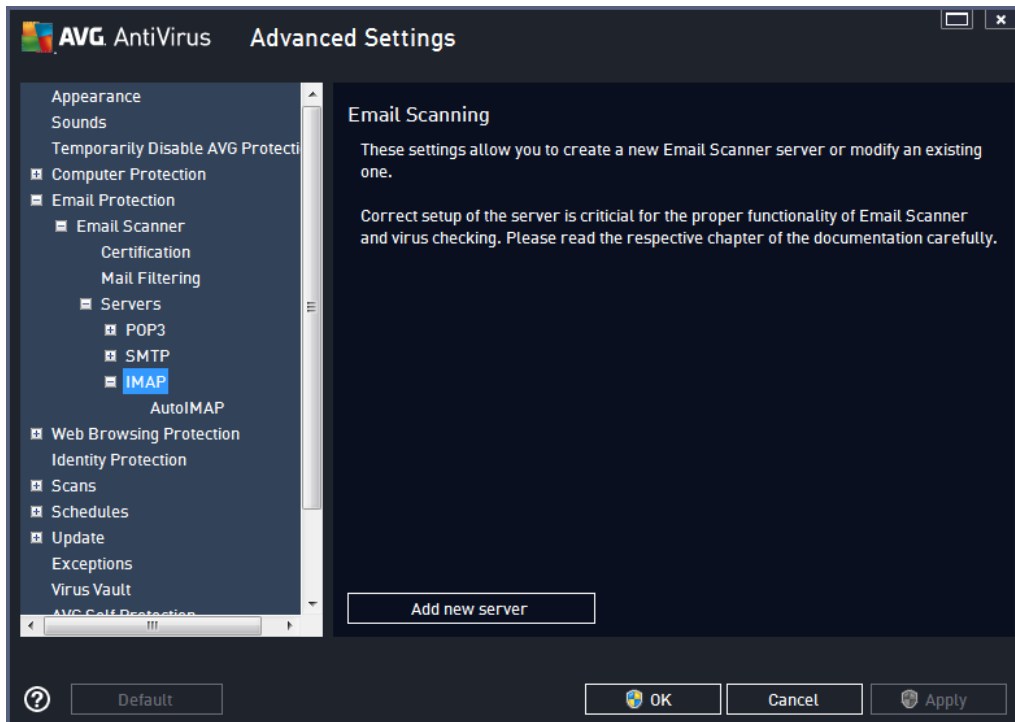 AVG. AntiVirus Advanced Settings
Appearance
Sounds
Temporarily Disable AVG Protecti
Computer Protection
Email Protection
Email Scanner
Certification
Mail Filtering
Servers
POP3
SMTP
IMAP
AutoIMAP
Web Browsing Protection
Identity Protection
Scans
Schedules
Update
Exceptions
Virus Vault
AVG Self Protection
Email Scanning
These settings allow you to create a new Email Scanner server or modify an existing
one.
Correct setup of the server is criticial for the proper functionality of Email Scanner
and virus checking. Please read the respective chapter of the documentation carefully.
Add new server
Default
OK
Cancel
Apply